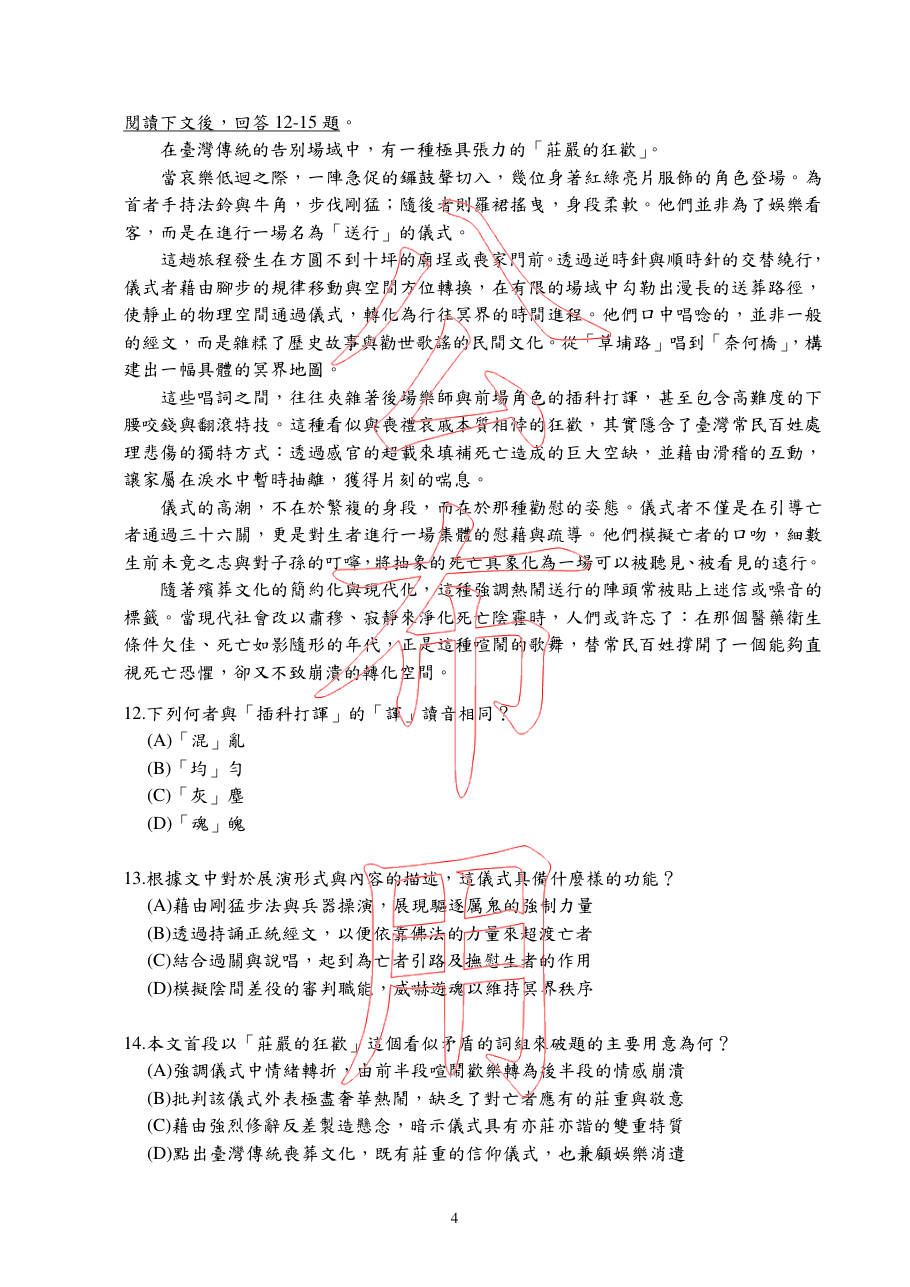 閱讀下文後，回答 12-15 題。
在臺灣傳統的告別場域中，有一種極具張力的「莊嚴的狂歡」。
當哀樂低迴之際，一陣急促的鑼鼓聲切入，幾位身著紅綠亮片服飾的角色登場。為
首者手持法鈴與牛角，步伐剛猛；隨後者則羅裙搖曳，身段柔軟。他們並非為了娛樂看
客，而是在進行一場名為「送行」的儀式。
這趟旅程發生在方圓不到十坪的廟埕或喪家門前。透過逆時針與順時針的交替繞行，
儀式者藉由腳步的規律移動與空間方位轉換，在有限的場域中勾勒出漫長的送葬路徑，
使靜止的物理空間通過儀式，轉化為行往冥界的時間進程。他們口中唱唸的，並非一般
的經文，而是雜糅了歷史故事與勸世歌謠的民間文化。從「草埔路」唱到「奈何橋」，構
建出一幅具體的冥界地圖。
這些唱詞之間，往往夾雜著後場樂師與前場角色的插科打諢，甚至包含高難度的下
腰咬錢與翻滾特技。這種看似與喪禮哀戚本質相悖的狂歡，其實隱含了臺灣常民百姓處
理悲傷的獨特方式：透過感官的超載來填補死亡造成的巨大空缺，並藉由滑稽的互動，
讓家屬在淚水中暫時抽離，獲得片刻的喘息。
儀式的高潮，不在於繁複的身段，而在於那種勸慰的姿態。儀式者不僅是在引導亡
者通過三十六關，更是對生者進行一場集體的慰藉與疏導。他們模擬亡者的口吻，細數
生前未竟之志與對子孫的叮嚀，將抽象的死亡具象化為一場可以被聽見、被看見的遠行。
隨著殯葬文化的簡約化與現代化，這種強調熱鬧送行的陣頭常被貼上迷信或噪音的
標籤。當現代社會改以肅穆、寂靜來淨化死亡陰霾時，人們或許忘了：在那個醫藥衛生
條件欠佳、死亡如影隨形的年代，正是這種喧鬧的歌舞，替常民百姓撐開了一個能夠直
視死亡恐懼，卻又不致崩潰的轉化空間。
12.下列何者與「插科打諢」的「諢」讀音相同？
(A)「混」亂
(B)「均」勻
(C)「灰」塵
(D)「魂」魄
13.根據文中對於展演形式與內容的描述，這儀式具備什麼樣的功能？
(A)藉由剛猛步法與兵器操演，展現驅逐厲鬼的強制力量
(B)透過持誦正統經文，以便依靠佛法的力量來超渡亡者
(C)結合過關與說唱，起到為亡者引路及撫慰生者的作用
(D)模擬陰間差役的審判職能，威嚇遊魂以維持冥界秩序
14.本文首段以「莊嚴的狂歡」這個看似矛盾的詞組來破題的主要用意為何？
(A)強調儀式中情緒轉折，由前半段喧鬧歡樂轉為後半段的情感崩潰
(B)批判該儀式外表極盡奢華熱鬧，缺乏了對亡者應有的莊重與敬意
(C)藉由強烈修辭反差製造懸念，暗示儀式具有亦莊亦諧的雙重特質
(D)點出臺灣傳統喪葬文化，既有莊重的信仰儀式，也兼顧娛樂消遣
公布用
4